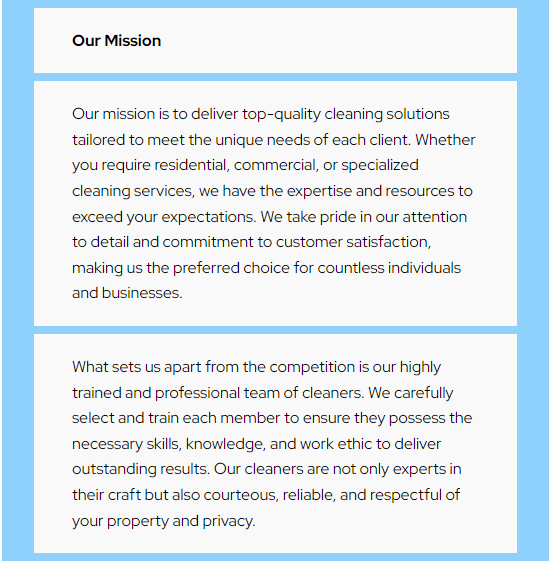 Our Mission
Our mission is to deliver top-quality cleaning solutions
tailored to meet the unique needs of each client. Whether
you require residential, commercial, or specialized
cleaning services, we have the expertise and resources to
exceed your expectations. We take pride in our attention
to detail and commitment to customer satisfaction,
making us the preferred choice for countless individuals
and businesses.
What sets us apart from the competition is our highly
trained and professional team of cleaners. We carefully
select and train each member to ensure they possess the
necessary skills, knowledge, and work ethic to deliver
outstanding results. Our cleaners are not only experts in
their craft but also courteous, reliable, and respectful of
your property and privacy.